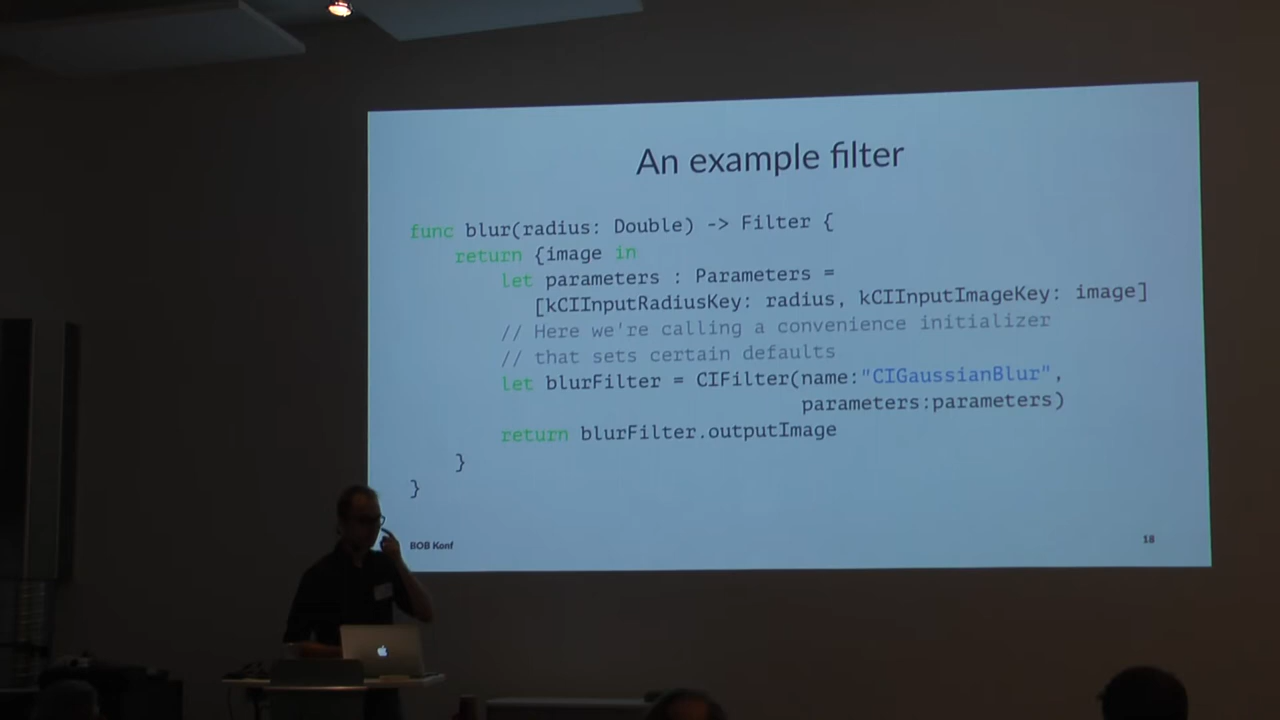 An example filter
func blur(radius: Double) -> Filter {
    return {image in
        let parameters : Parameters =
           [kCIInputRadiusKey: radius, kCIInputImageKey: image]
        // Here we're calling a convenience initializer
        // that sets certain defaults
        let blurFilter = CIFilter(name:"CIGaussianBlur",
                                  parameters:parameters)
        return blurFilter.outputImage
    }
}
BOB Konf
18